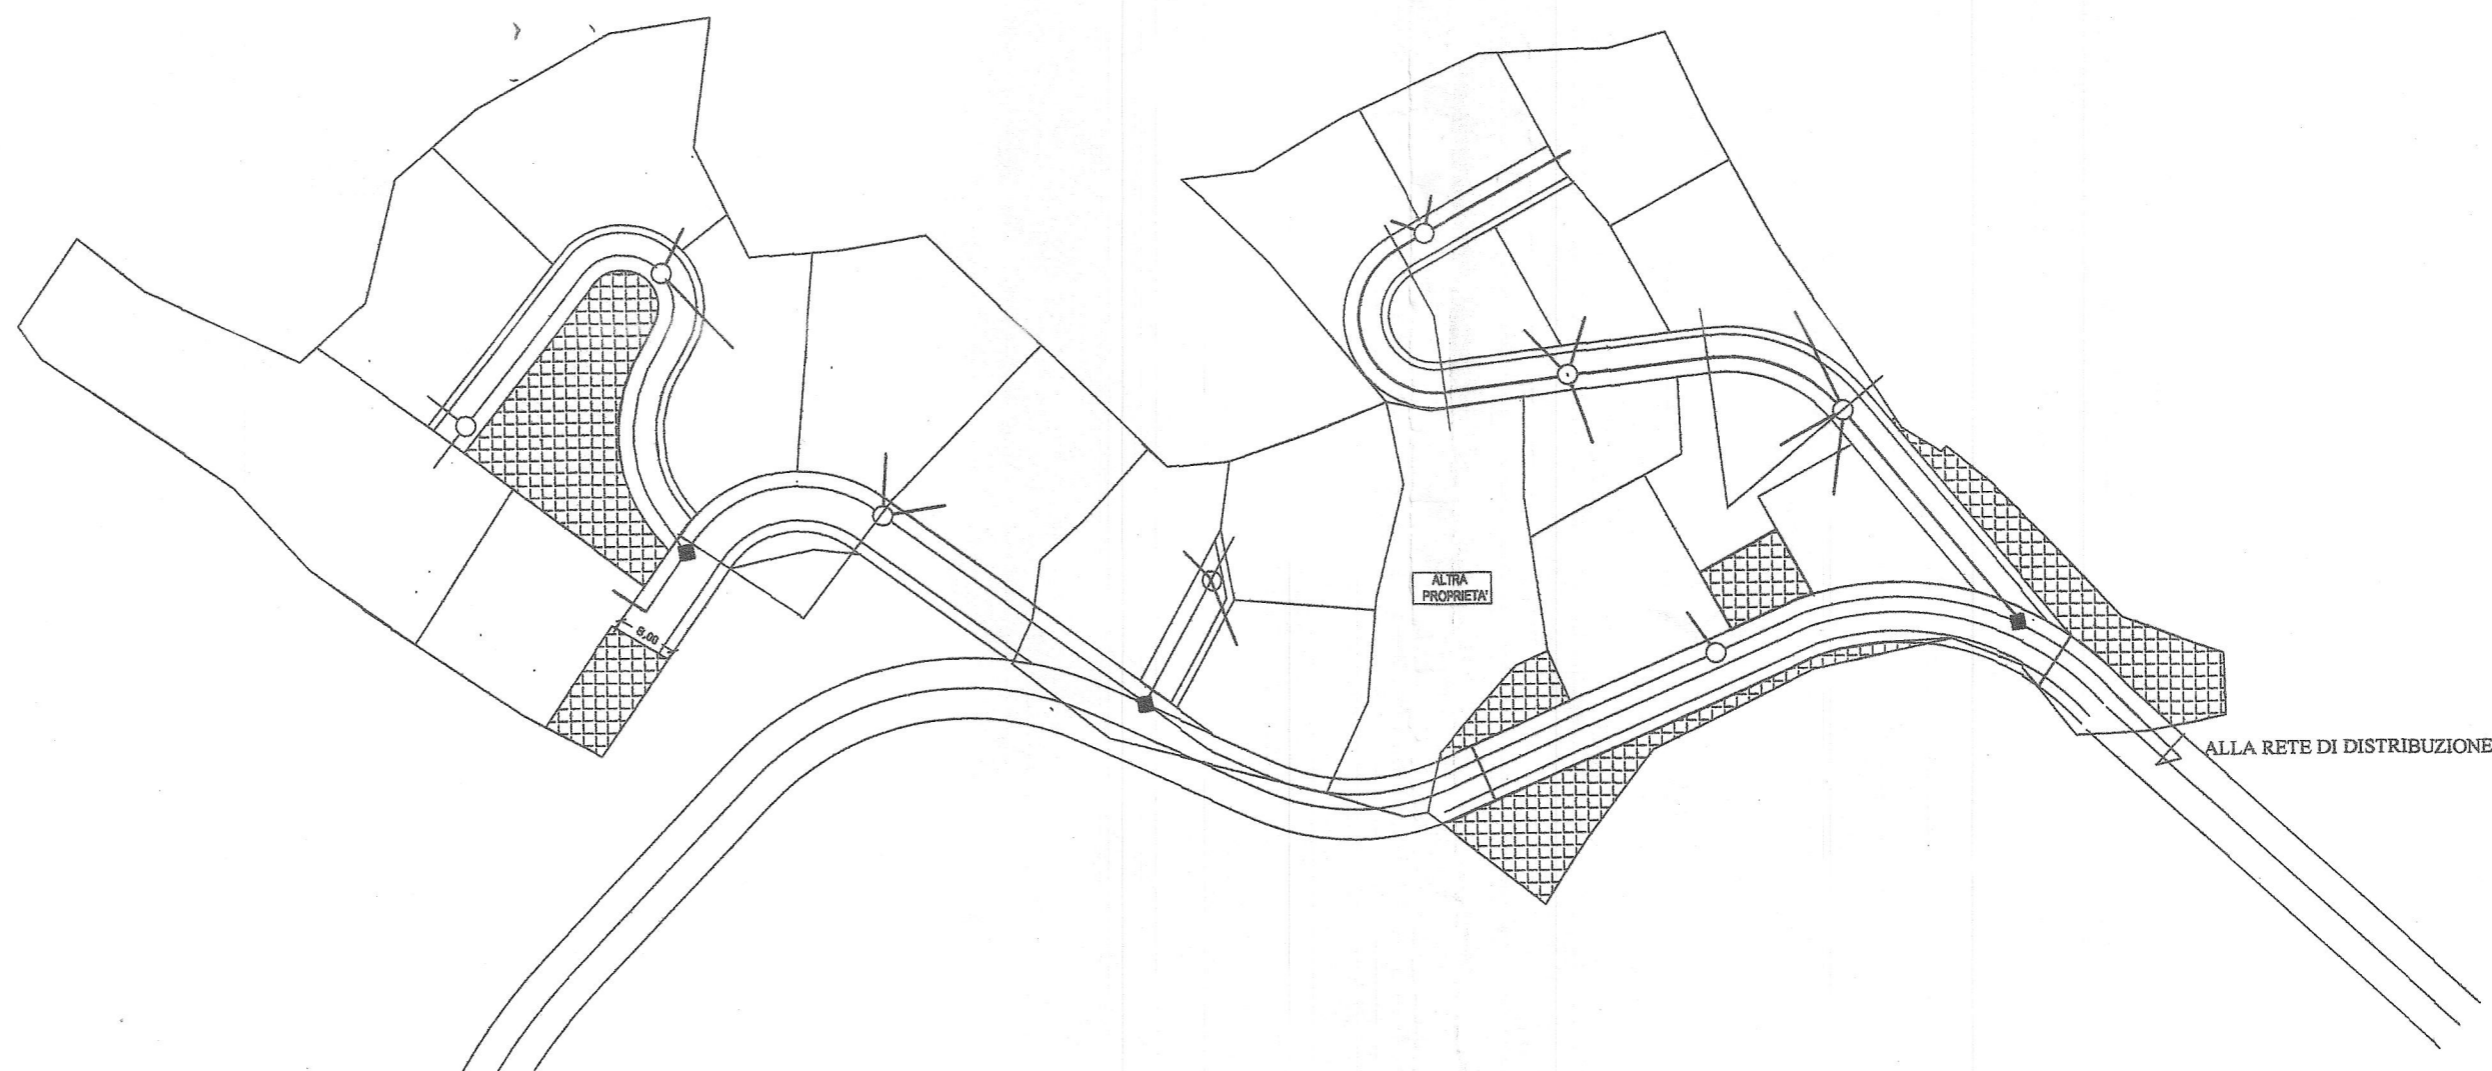 ALTRA
PROPRIETA'
8,00
ALLA RETE DI DISTRIBUZIONE